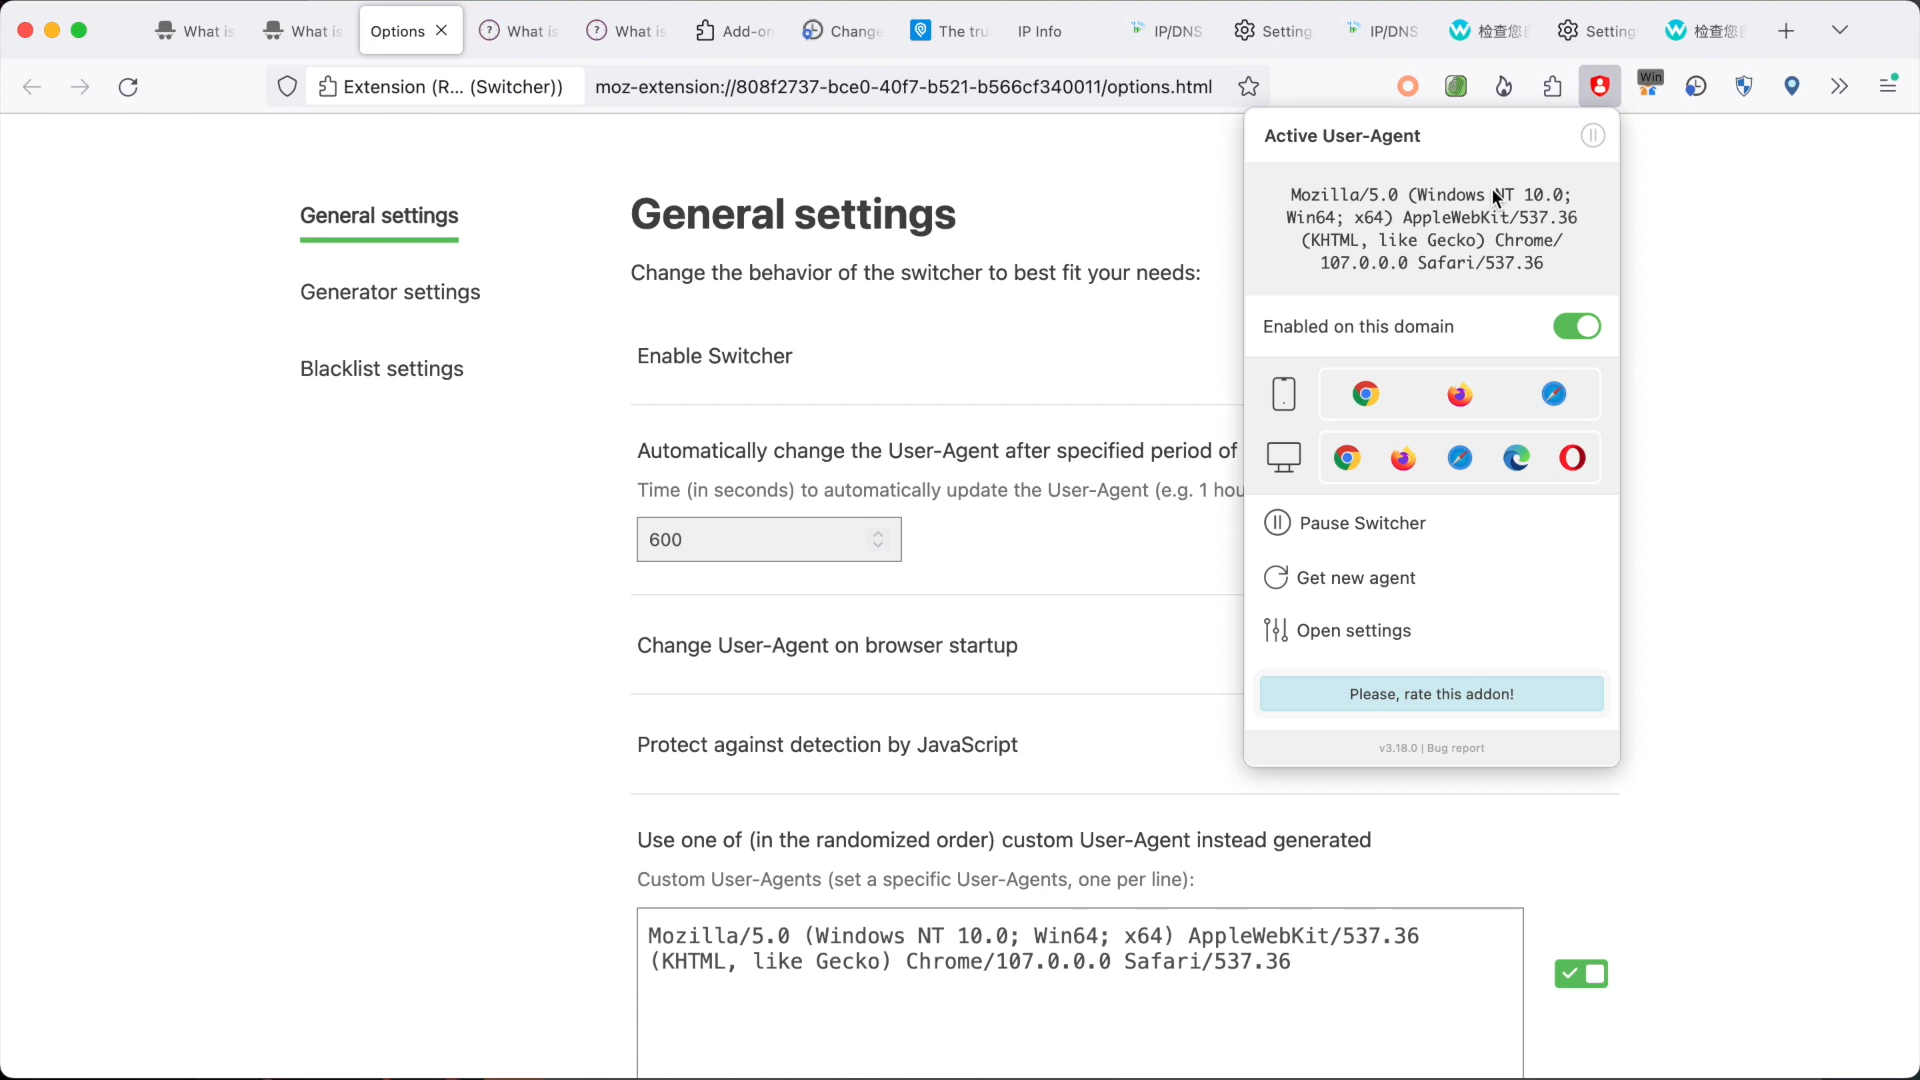 What is
What is
Options
What is
What is
Add-on
Change
The tru
IP Info
IP/DNS
Setting
IP/DNS
检查您
Setting
检查您
Extension (R... (Switcher))
moz-extension://808f2737-bce0-40f7-b521-b566cf340011/options.html
Win
General settings
Generator settings
Blacklist settings
General settings
Change the behavior of the switcher to best fit your needs:
Enable Switcher
Automatically change the User-Agent after specified period of
Time (in seconds) to automatically update the User-Agent (e.g. 1 hou
600
Change User-Agent on browser startup
Protect against detection by JavaScript
Use one of (in the randomized order) custom User-Agent instead generated
Custom User-Agents (set a specific User-Agents, one per line):
Mozilla/5.0 (Windows NT 10.0; Win64; x64) AppleWebKit/537.36
(KHTML, like Gecko) Chrome/107.0.0.0 Safari/537.36
Active User-Agent
Mozilla/5.0 (Windows NT 10.0;
Win64; x64) AppleWebKit/537.36
(KHTML, like Gecko) Chrome/
107.0.0.0 Safari/537.36
Enabled on this domain
Pause Switcher
Get new agent
Open settings
Please, rate this addon!
v3.18.0 | Bug report